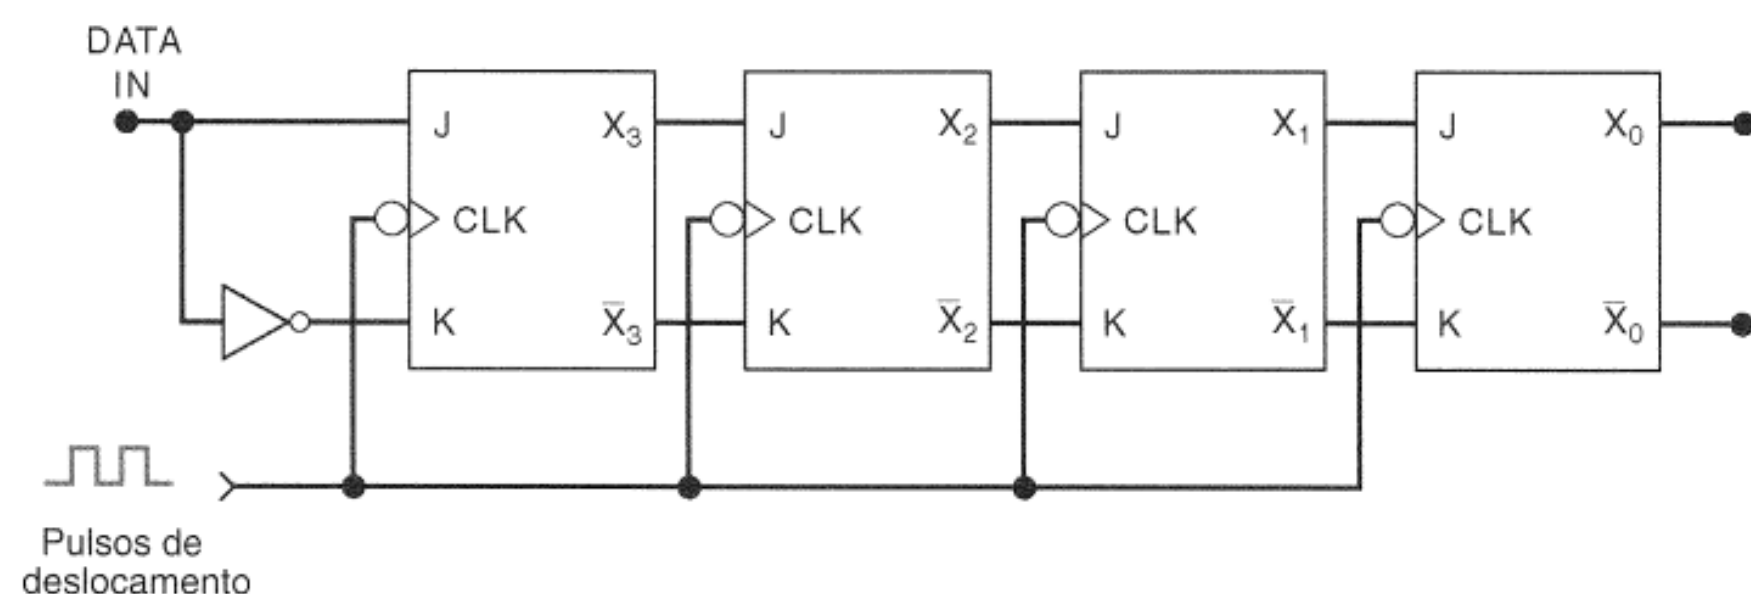 DATA
IN
J X₃ J X₂ J X₁ J X₀
CLK CLK CLK CLK
K X̅₃ K X̅₂ K X̅₁ K X̅₀
Pulsos de
deslocamento